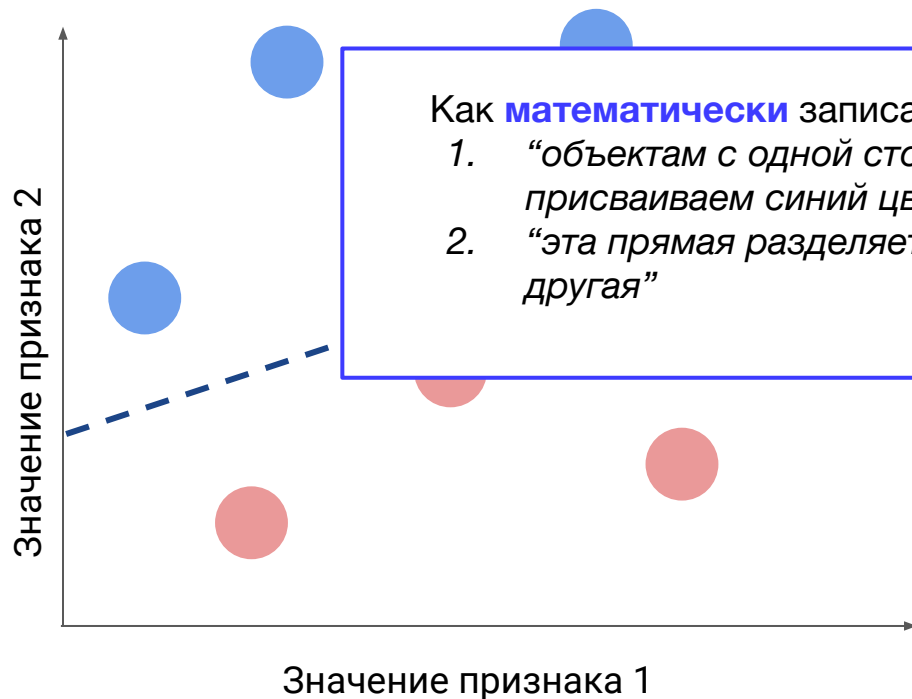 Как математически записа
1. “объектам с одной сто
присваиваем синий цв
2. “эта прямая разделяет
другая”
Значение признака 2
Значение признака 1